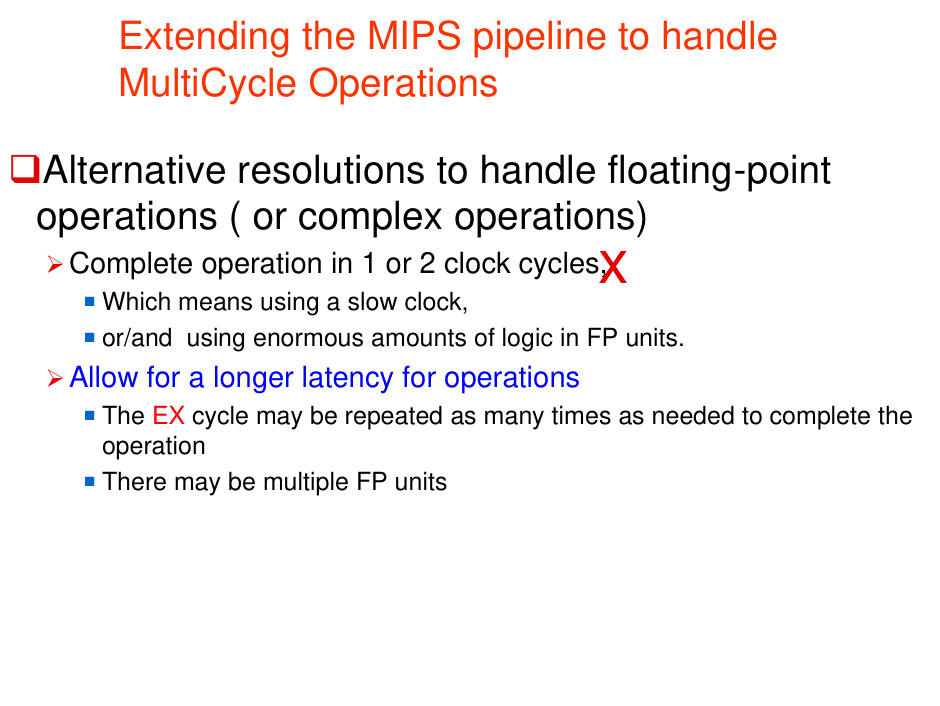 Extending the MIPS pipeline to handle
MultiCycle Operations
Alternative resolutions to handle floating-point
operations ( or complex operations)
Complete operation in 1 or 2 clock cycles, X
Which means using a slow clock,
or/and  using enormous amounts of logic in FP units.
Allow for a longer latency for operations
The EX cycle may be repeated as many times as needed to complete the
operation
There may be multiple FP units